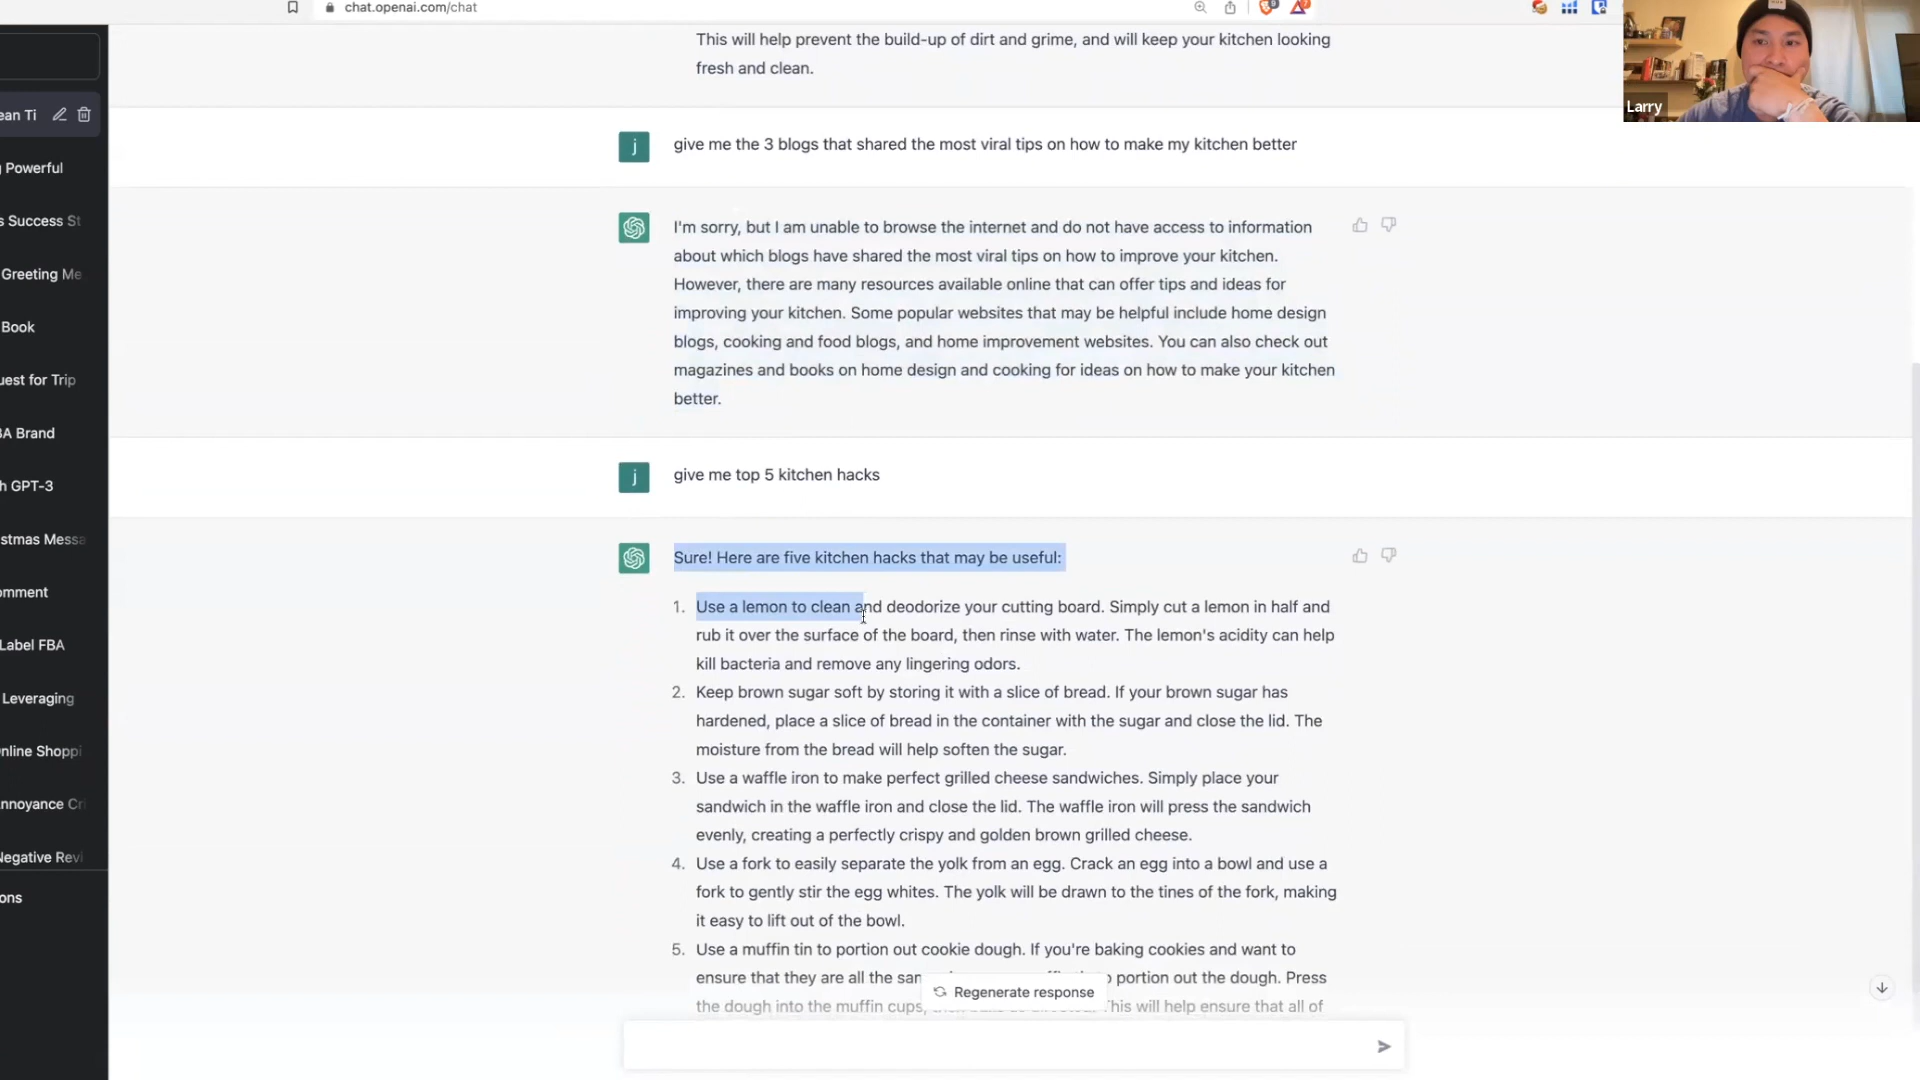 chat.openai.com/chat
This will help prevent the build-up of dirt and grime, and will keep your kitchen looking
fresh and clean.
Larry
ean Ti
j
give me the 3 blogs that shared the most viral tips on how to make my kitchen better
Powerful
s Success St
I'm sorry, but I am unable to browse the internet and do not have access to information
about which blogs have shared the most viral tips on how to improve your kitchen.
Greeting Me
However, there are many resources available online that can offer tips and ideas for
improving your kitchen. Some popular websites that may be helpful include home design
Book
blogs, cooking and food blogs, and home improvement websites. You can also check out
uest for Trip
magazines and books on home design and cooking for ideas on how to make your kitchen
better.
BA Brand
j
give me top 5 kitchen hacks
h GPT-3
stmas Messa
Sure! Here are five kitchen hacks that may be useful:
omment
1. Use a lemon to clean and deodorize your cutting board. Simply cut a lemon in half and
rub it over the surface of the board, then rinse with water. The lemon's acidity can help
Label FBA
kill bacteria and remove any lingering odors.
2. Keep brown sugar soft by storing it with a slice of bread. If your brown sugar has
Leveraging
hardened, place a slice of bread in the container with the sugar and close the lid. The
moisture from the bread will help soften the sugar.
nline Shoppi
3. Use a waffle iron to make perfect grilled cheese sandwiches. Simply place your
sandwich in the waffle iron and close the lid. The waffle iron will press the sandwich
nnoyance Cri
evenly, creating a perfectly crispy and golden brown grilled cheese.
Negative Revi
4. Use a fork to easily separate the yolk from an egg. Crack an egg into a bowl and use a
fork to gently stir the egg whites. The yolk will be drawn to the tines of the fork, making
ons
it easy to lift out of the bowl.
5. Use a muffin tin to portion out cookie dough. If you're baking cookies and want to
ensure that they are all the portion out the dough. Press
Regenerate response
the dough into the muffin cups, This will help ensure that all of